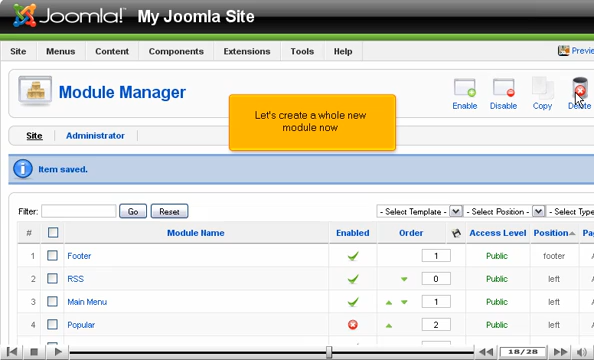 Joomla! My Joomla Site
Site Menus Content Components Extensions Tools Help Previe
Module Manager
Enable Disable Copy Delete
Let's create a whole new
module now
Site Administrator
Item saved.
Filter: Go Reset - Select Template - - Select Position - - Select Type
# Module Name Enabled Order Access Level Position Pag
1 Footer 1 Public footer A
2 RSS 0 Public left A
3 Main Menu 1 Public left A
4 Popular 2 Public left A
18/28